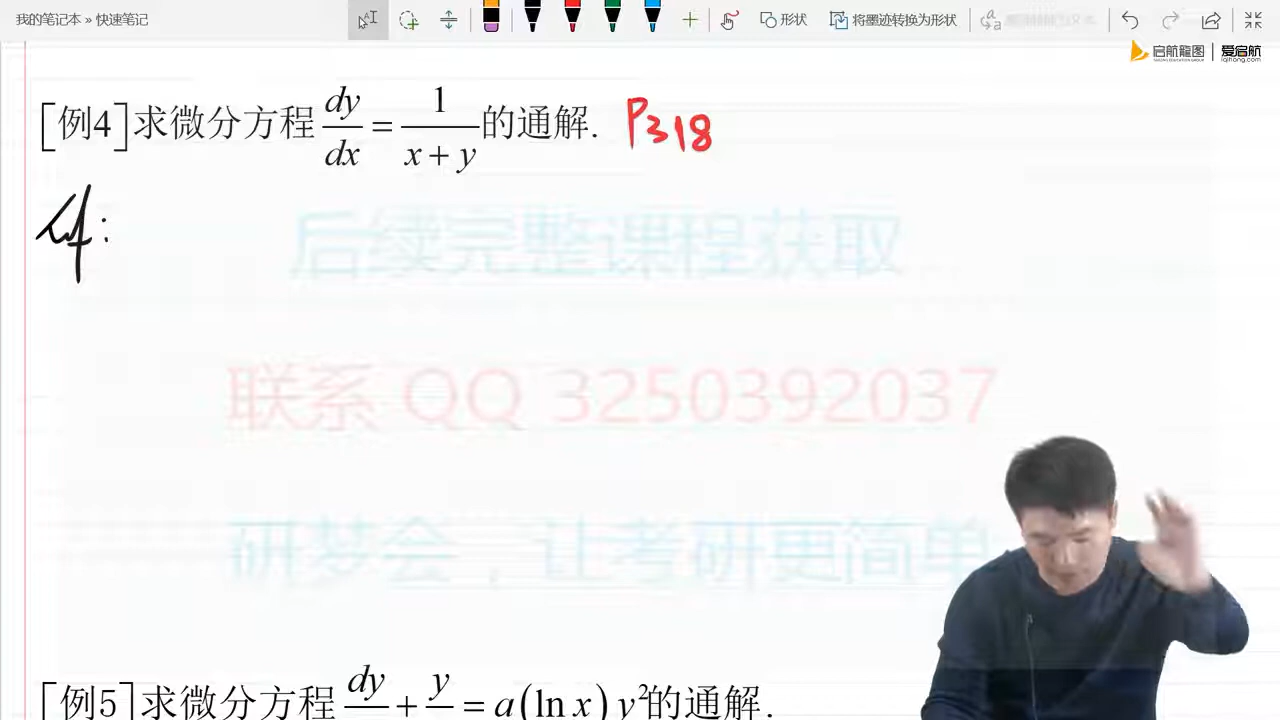 我的笔记本 » 快速笔记
形状 将墨迹转换为形状
启航龍图 | 爱启航
iqihang.com
[例4]求微分方程 dy/dx = 1/(x + y) 的通解. P318
解:
后续完整课程获取
联系 QQ 3250392037
研梦会，让考研更简单
[例5]求微分方程 dy + y = a(ln x) y² 的通解.